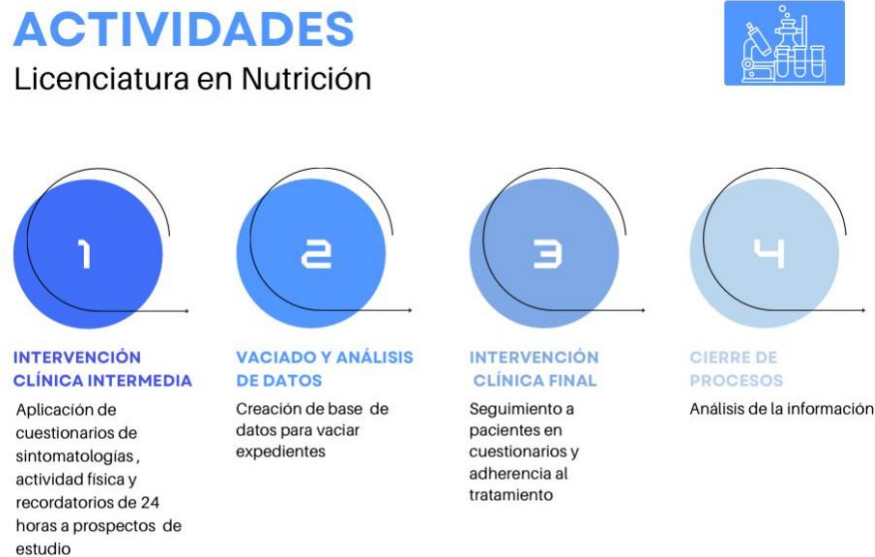 ACTIVIDADES
Licenciatura en Nutrición
1
INTERVENCIÓN
CLÍNICA INTERMEDIA
Aplicación de
cuestionarios de
sintomatologías ,
actividad física y
recordatorios de 24
horas a prospectos de
estudio
2
VACIADO Y ANÁLISIS
DE DATOS
Creación de base de
datos para vaciar
expedientes
3
INTERVENCIÓN
CLÍNICA FINAL
Seguimiento a
pacientes en
cuestionarios y
adherencia al
tratamiento
4
CIERRE DE
PROCESOS
Análisis de la información